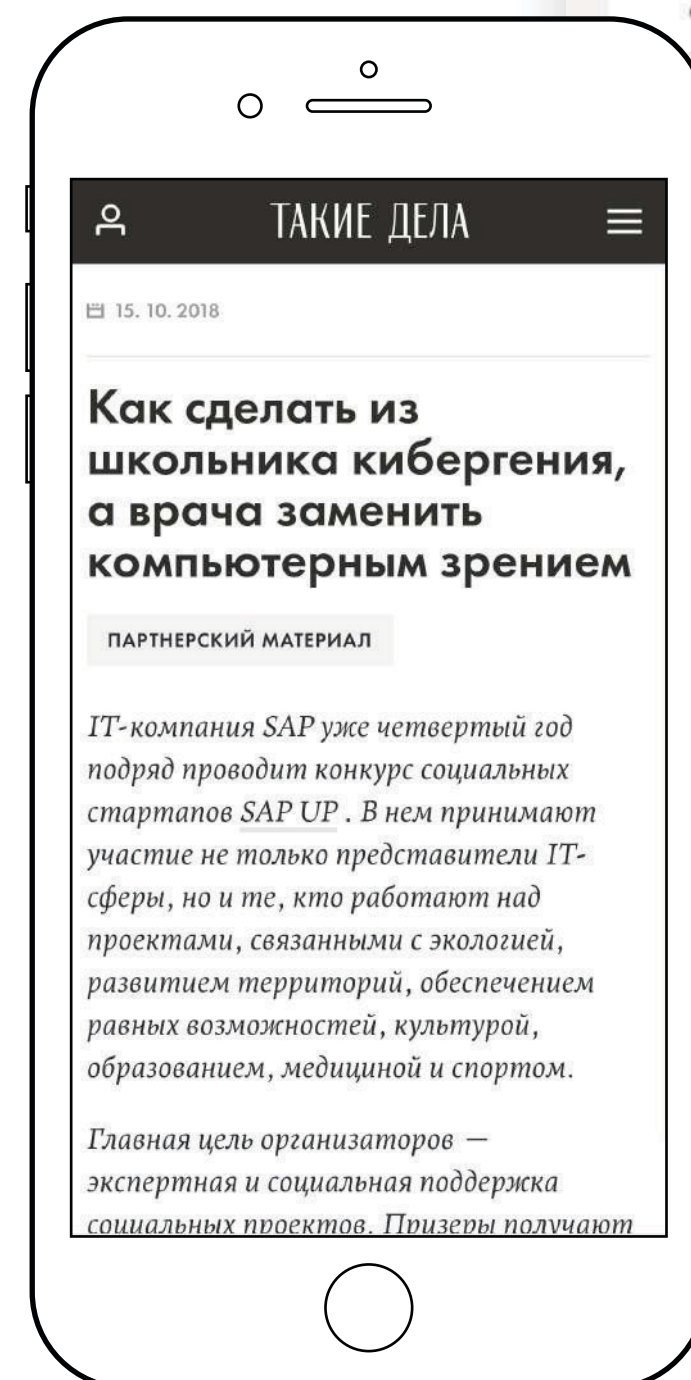 ТАКИЕ ДЕЛА
15. 10. 2018
Как сделать из
школьника кибергения,
а врача заменить
компьютерным зрением
ПАРТНЕРСКИЙ МАТЕРИАЛ
IT-компания SAP уже четвертый год
подряд проводит конкурс социальных
стартапов SAP UP . В нем принимают
участие не только представители IT-
сферы, но и те, кто работают над
проектами, связанными с экологией,
развитием территорий, обеспечением
равных возможностей, культурой,
образованием, медициной и спортом.
Главная цель организаторов —
экспертная и социальная поддержка
социальных проектов. Призеры получают